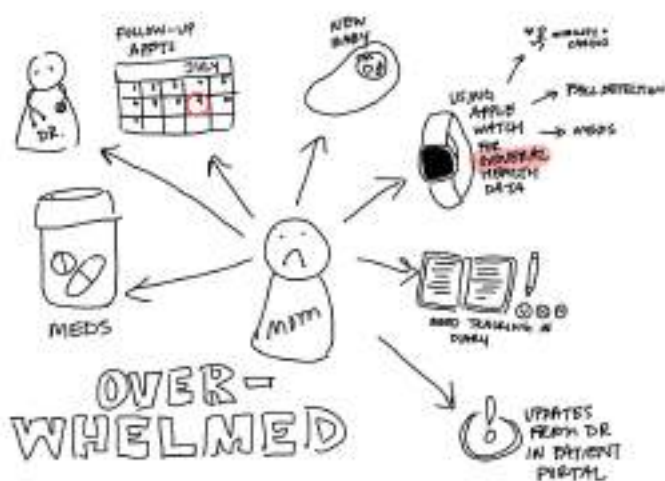 FOLLOW-UP
APPTS
JULY
NEW
BABY
DR.
USING
APPLE
WATCH
FOR
GENERAL
HEALTH
DATA
FALL DETECTION
MEDS
MEDS
MOM
MOOD TRACKING IN
DIARY
OVER-
WHELMED
UPDATES
FROM DR
IN PATIENT
PORTAL